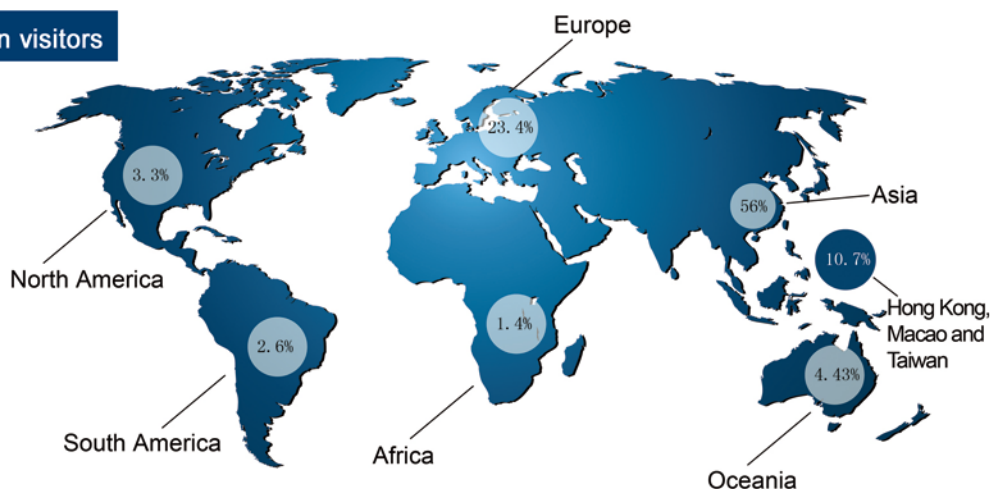 n visitors
Europe
23.4%
3.3%
56%
Asia
10.7%
North America
Hong Kong,
Macao and
Taiwan
1.4%
2.6%
4.43%
South America
Africa
Oceania